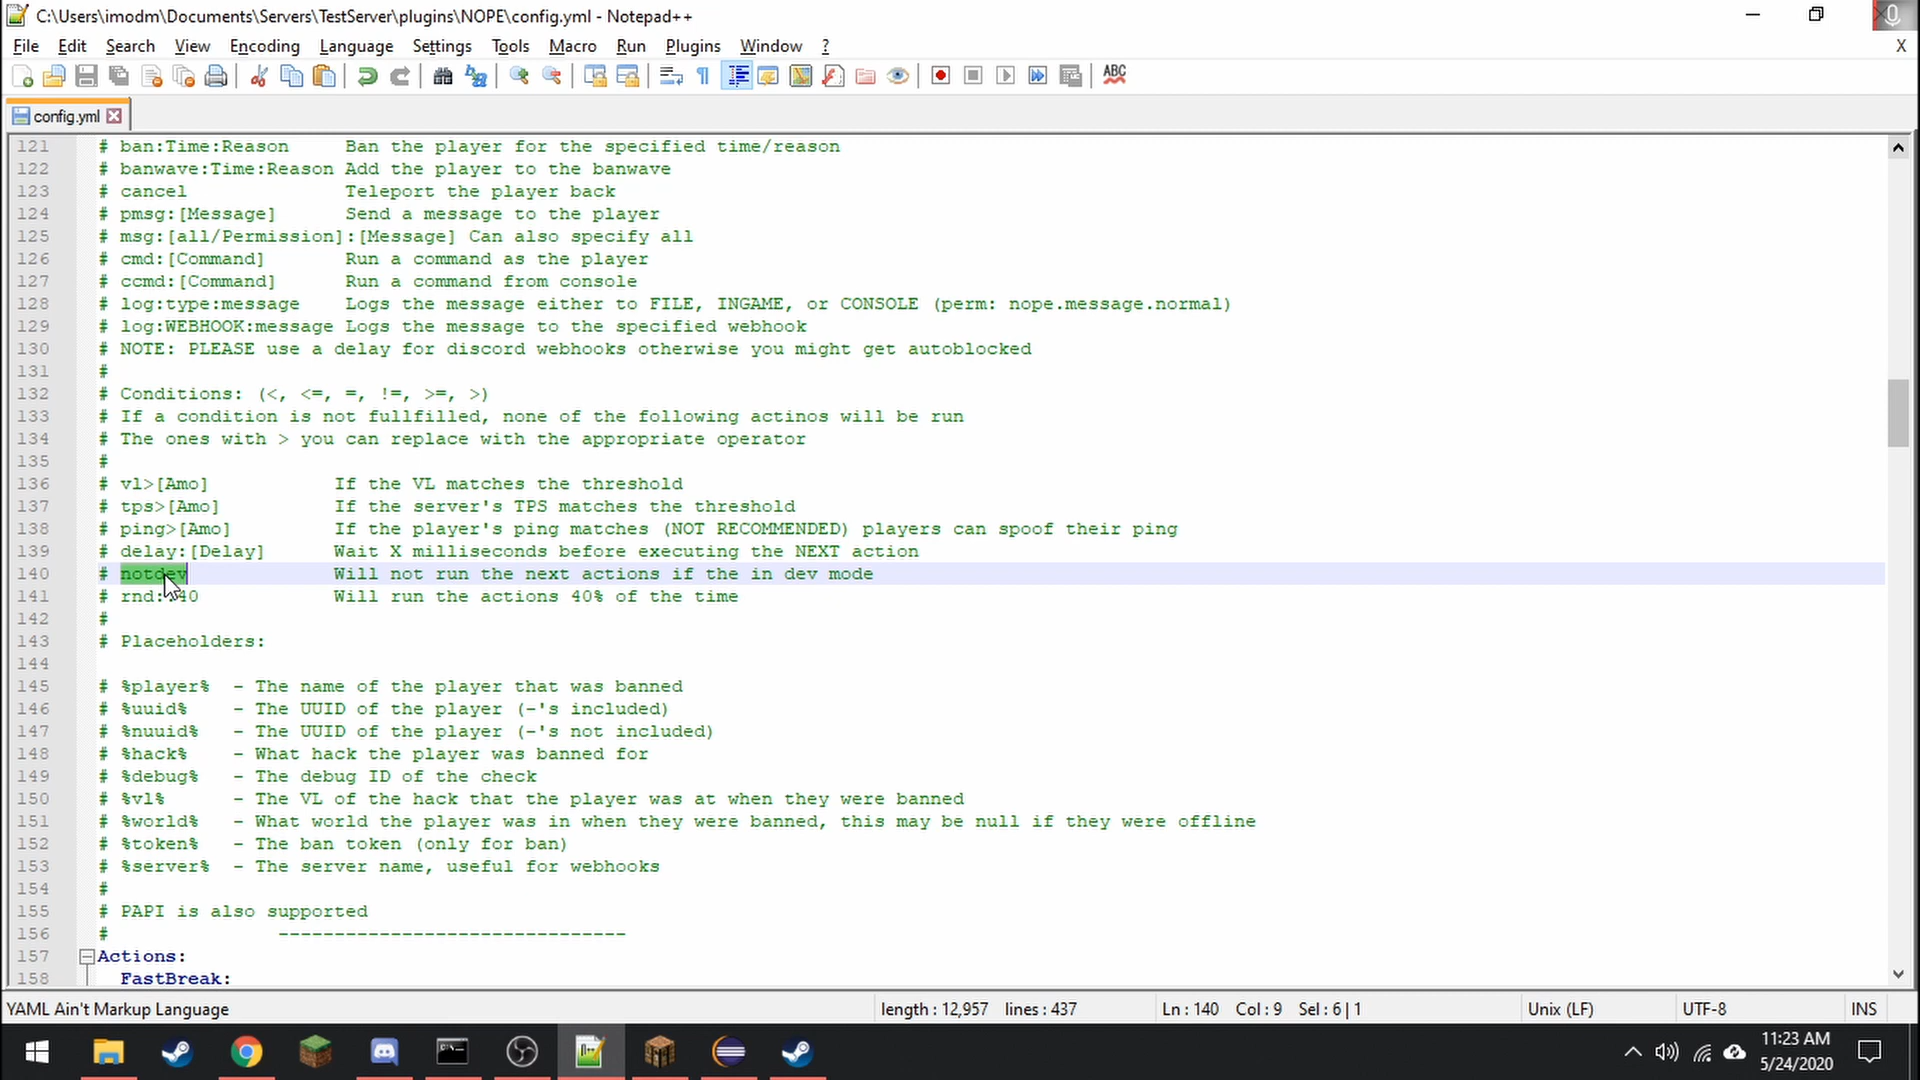 C:\Users\imodm\Documents\Servers\TestServer\plugins\NOPE\config.yml - Notepad++
File Edit Search View Encoding Language Settings Tools Macro Run Plugins Window ? X
ABC
config.yml
121 # ban:Time:Reason Ban the player for the specified time/reason
122 # banwave:Time:Reason Add the player to the banwave
123 # cancel Teleport the player back
124 # pmsg:[Message] Send a message to the player
125 # msg:[all/Permission]:[Message] Can also specify all
126 # cmd:[Command] Run a command as the player
127 # ccmd:[Command] Run a command from console
128 # log:type:message Logs the message either to FILE, INGAME, or CONSOLE (perm: nope.message.normal)
129 # log:WEBHOOK:message Logs the message to the specified webhook
130 # NOTE: PLEASE use a delay for discord webhooks otherwise you might get autoblocked
131 #
132 # Conditions: (<, <=, =, !=, >=, >)
133 # If a condition is not fullfilled, none of the following actinos will be run
134 # The ones with > you can replace with the appropriate operator
135 #
136 # vl>[Amo] If the VL matches the threshold
137 # tps>[Amo] If the server's TPS matches the threshold
138 # ping>[Amo] If the player's ping matches (NOT RECOMMENDED) players can spoof their ping
139 # delay:[Delay] Wait X milliseconds before executing the NEXT action
140 # notdev Will not run the next actions if the in dev mode
141 # rnd: 40 Will run the actions 40% of the time
142 #
143 # Placeholders:
144
145 # %player% - The name of the player that was banned
146 # %uuid% - The UUID of the player (-'s included)
147 # %nuuid% - The UUID of the player (-'s not included)
148 # %hack% - What hack the player was banned for
149 # %debug% - The debug ID of the check
150 # %vl% - The VL of the hack that the player was at when they were banned
151 # %world% - What world the player was in when they were banned, this may be null if they were offline
152 # %token% - The ban token (only for ban)
153 # %server% - The server name, useful for webhooks
154 #
155 # PAPI is also supported
156 # -------------------------------
157 Actions:
158 FastBreak:
YAML Ain't Markup Language length : 12,957 lines : 437 Ln : 140 Col : 9 Sel : 6 | 1 Unix (LF) UTF-8 INS
11:23 AM
5/24/2020